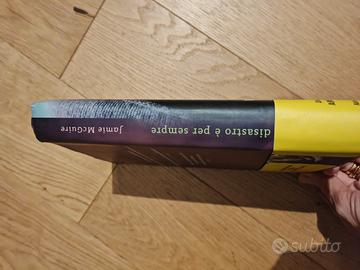 Jamie McGuire
disastro è per sempre
subito